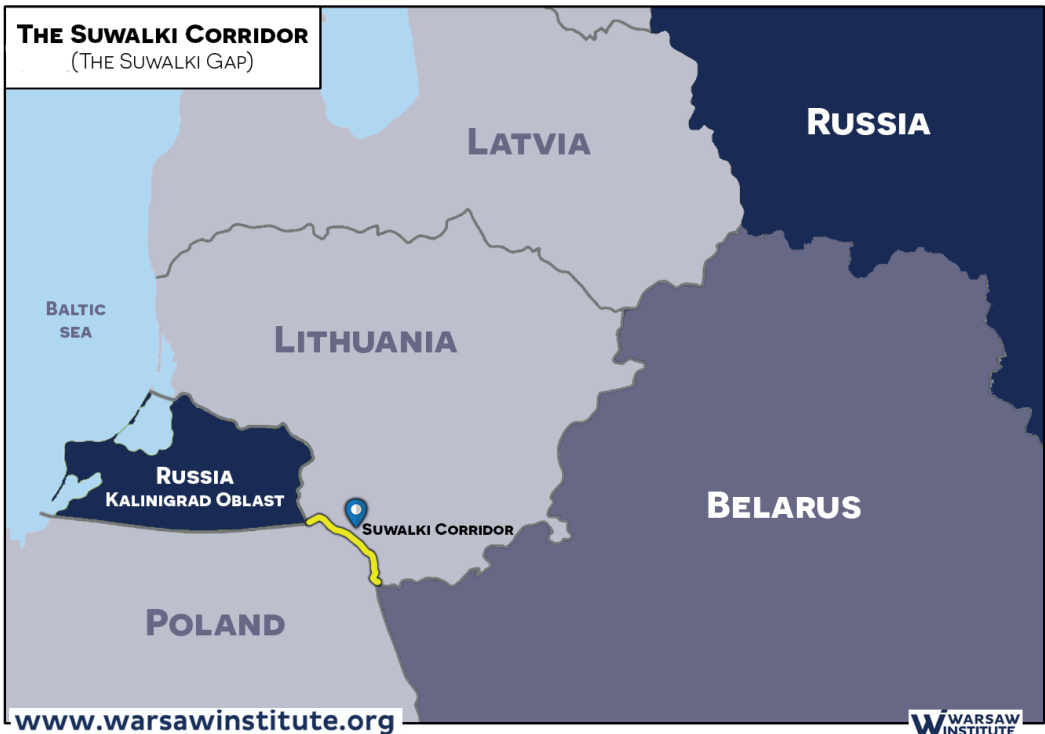 The Suwalki Corridor
(The Suwalki Gap)
Latvia
Russia
Baltic
sea
Lithuania
Russia
Kalinigrad Oblast
Suwalki Corridor
Belarus
Poland
www.warsawinstitute.org
WARSAW
INSTITUTE